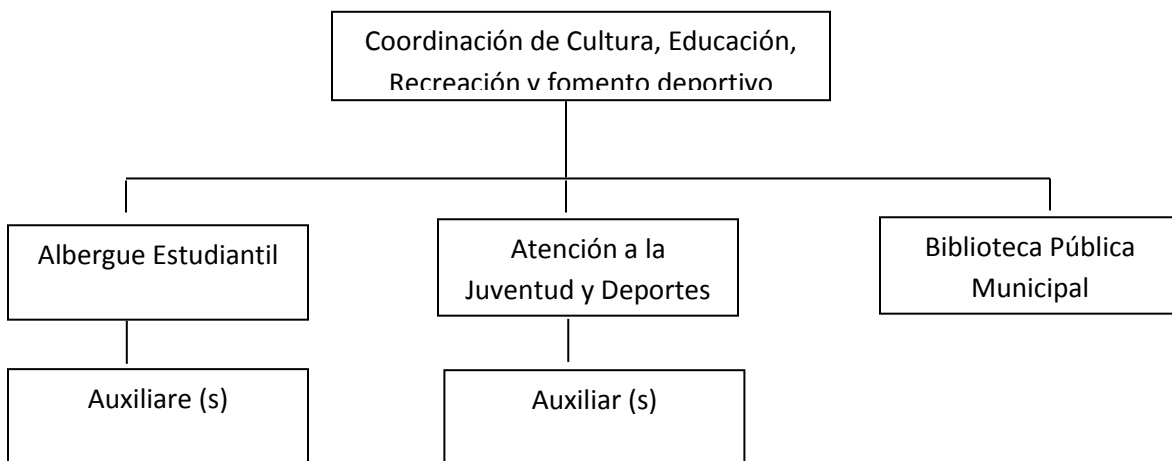 Coordinación de Cultura, Educación,
Recreación y fomento deportivo
Albergue Estudiantil
Atención a la
Juventud y Deportes
Biblioteca Pública
Municipal
Auxiliare (s)
Auxiliar (s)